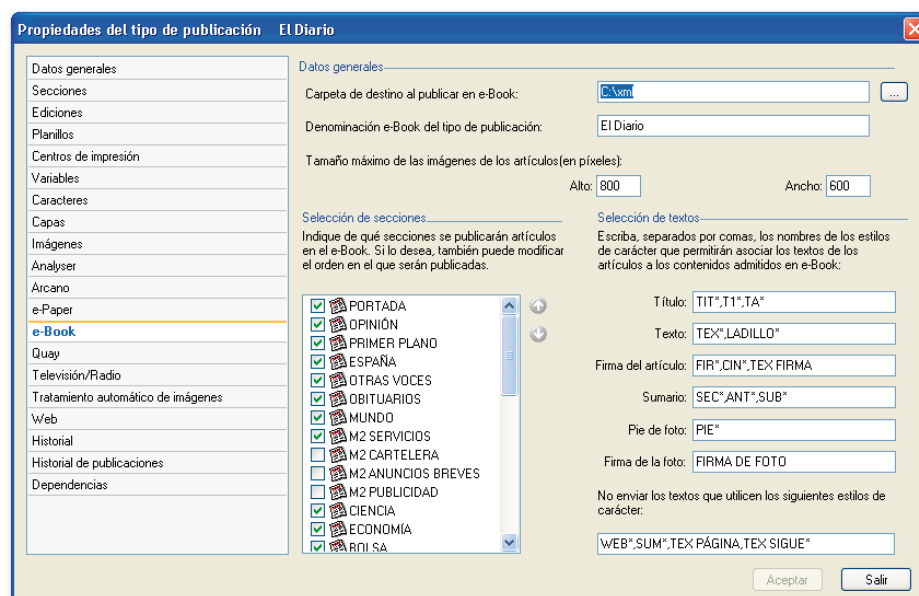 Propiedades del tipo de publicación El Diario
Datos generales
Secciones
Ediciones
Planillos
Centros de impresión
Variables
Caracteres
Capas
Imágenes
Analyser
Arcano
e-Paper
e-Book
Quay
Televisión/Radio
Tratamiento automático de imágenes
Web
Historial
Historial de publicaciones
Dependencias
Datos generales
Carpeta de destino al publicar en e-Book: C:\xml ...
Denominación e-Book del tipo de publicación: El Diario
Tamaño máximo de las imágenes de los artículos(en píxeles):
Alto: 800 Ancho: 600
Selección de secciones
Indique de qué secciones se publicarán artículos
en el e-Book. Si lo desea, también puede modificar
el orden en el que serán publicadas.
PORTADA
OPINIÓN
PRIMER PLANO
ESPAÑA
OTRAS VOCES
OBITUARIOS
MUNDO
M2 SERVICIOS
M2 CARTELERA
M2 ANUNCIOS BREVES
M2 PUBLICIDAD
CIENCIA
ECONOMÍA
BOLSA
Selección de textos
Escriba, separados por comas, los nombres de los estilos
de carácter que permitirán asociar los textos de los
artículos a los contenidos admitidos en e-Book:
Título: TIT*,T1*,TA*
Texto: TEX*,LADILLO*
Firma del artículo: FIR*,CIN*,TEX FIRMA
Sumario: SEC*,ANT*,SUB*
Pie de foto: PIE*
Firma de la foto: FIRMA DE FOTO
No enviar los textos que utilicen los siguientes estilos de
carácter:
WEB*,SUM*,TEX PÁGINA,TEX SIGUE*
Aceptar Salir